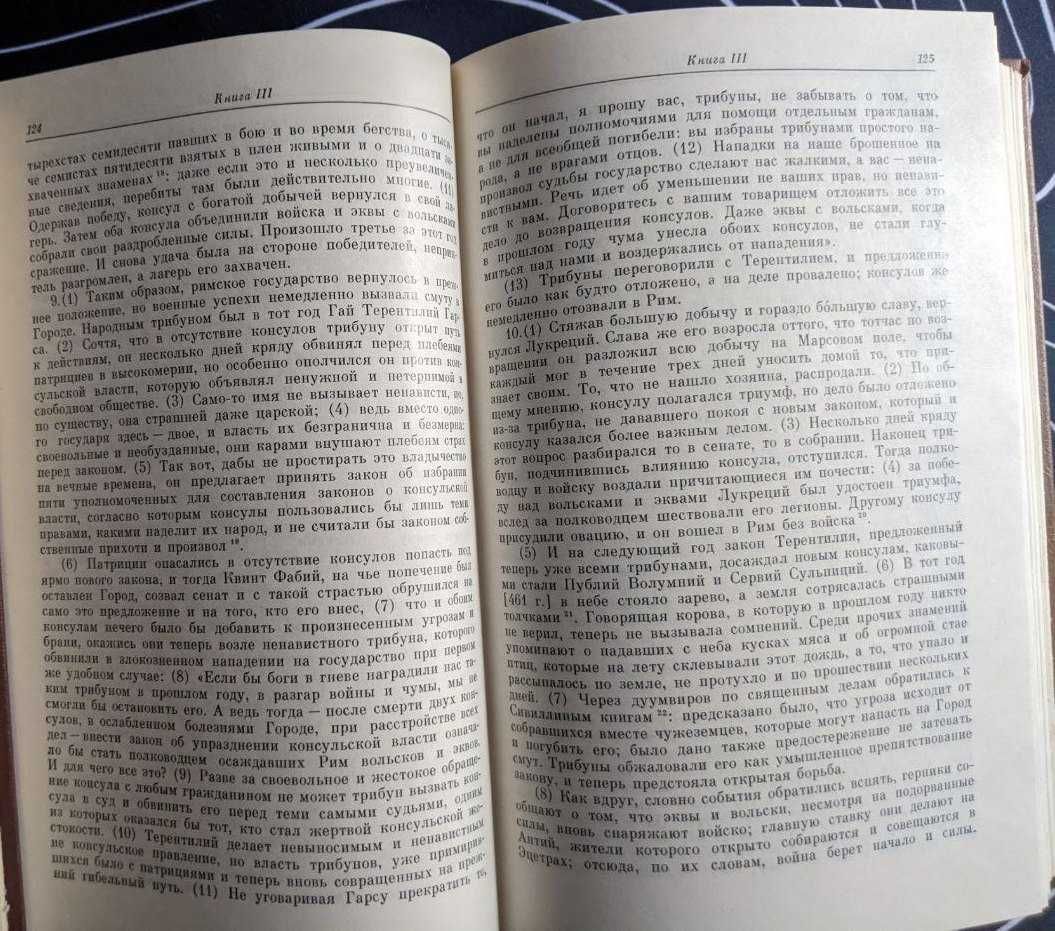 Книга III
124
тырехстах семидесяти павших в бою и во время бегства, о тыся-
че семистах пятидесяти взятых в плен живыми и о двадцати за-
хваченных знаменах 18: даже если это и несколько преувеличен-
ные сведения, перебиты там были действительно многие. (11)
Одержав победу, консул с богатой добычей вернулся в свой ла-
герь. Затем оба консула объединили войска и эквы с вольсками
собрали свои раздробленные силы. Произошло третье за этот год
сражение. И снова удача была на стороне победителей, неприя-
тель разгромлен, а лагерь его захвачен.
9.(1) Таким образом, римское государство вернулось в преж-
нее положение, но военные успехи немедленно вызвали смуту в
Городе. Народным трибуном был в тот год Гай Терентилий Гар-
са. (2) Сочтя, что в отсутствие консулов трибуну открыт путь
к действиям, он несколько дней кряду обвинял перед плебеями
патрициев в высокомерии, но особенно ополчился он против кон-
сульской власти, которую объявлял ненужной и нетерпимой в
свободном обществе. (3) Само-то имя не вызывает ненависти, но,
по существу, она страшней даже царской; (4) ведь вместо одно-
го государя здесь — двое, и власть их безгранична и безмерна:
своевольные и необузданные, они карами внушают плебеям страх
перед законом. (5) Так вот, дабы не простирать это владычество
на вечные времена, он предлагает принять закон об избрании
пяти уполномоченных для составления законов о консульской
власти, согласно которым консулы пользовались бы лишь теми
правами, какими наделит их народ, и не считали бы законом соб-
ственные прихоти и произвол 19.
(6) Патриции опасались в отсутствие консулов попасть под
ярмо нового закона, и тогда Квинт Фабий, на чье попечение был
оставлен Город, созвал сенат и с такой страстью обрушился на
само это предложение и на того, кто его внес, (7) что и обоим
консулам нечего было бы добавить к произнесенным угрозам и
брани, окажись они теперь возле ненавистного трибуна, которого
обвинили в злокозненном нападении на государство при первом
же удобном случае: (8) «Если бы боги в гневе наградили нас та-
ким трибуном в прошлом году, в разгар войны и чумы, мы не
смогли бы остановить его. А ведь тогда — после смерти двух кон-
сулов, в ослабленном болезнями Городе, при расстройстве всех
дел — внести закон об упразднении консульской власти означа-
ло бы стать полководцем осаждавших Рим вольсков и эквов.
И для чего все это? (9) Разве за своевольное и жестокое обраще-
ние консула с любым гражданином не может трибун вызвать кон-
сула в суд и обвинить его перед теми самыми судьями, одним
из которых оказался бы тот, кто стал жертвой консульской же-
стокости. (10) Терентилий делает невыносимым и ненавистным
не консульское правление, но власть трибунов, уже примирив-
шихся было с патрициями и теперь вновь совращенных на преж-
ний гибельный путь. (11) Не уговаривая Гарсу прекратить то,
Книга III
125
что он начал, я прошу вас, трибуны, не забывать о том, что
вы наделены полномочиями для помощи отдельным гражданам,
а не для всеобщей погибели: вы избраны трибунами простого на-
рода, а не врагами отцов. (12) Нападки на наше брошенное на
произвол судьбы государство сделают нас жалкими, а вас — нена-
вистными. Речь идет об уменьшении не ваших прав, но ненави-
сти к вам. Договоритесь с вашим товарищем отложить все это
дело до возвращения консулов. Даже эквы с вольсками, когда
в прошлом году чума унесла обоих консулов, не стали глу-
миться над нами и воздержались от нападения».
(13) Трибуны переговорили с Терентилием, и предложение
его было как будто отложено, а на деле провалено; консулов же
немедленно отозвали в Рим.
10.(1) Стяжав большую добычу и гораздо бо́льшую славу, вер-
нулся Лукреций. Слава же его возросла оттого, что тотчас по воз-
вращении он разложил всю добычу на Марсовом поле, чтобы
каждый мог в течение трех дней уносить домой то, что при-
знает своим. То, что не нашло хозяина, распродали. (2) По об-
щему мнению, консулу полагался триумф, но дело было отложено
из-за трибуна, не дававшего покоя с новым законом, который и
консулу казался более важным делом. (3) Несколько дней кряду
этот вопрос разбирался то в сенате, то в собрании. Наконец три-
бун, подчинившись влиянию консула, отступился. Тогда полко-
водцу и войску воздали причитающиеся им почести: (4) за побе-
ду над вольсками и эквами Лукреций был удостоен триумфа,
вслед за полководцем шествовали его легионы. Другому консулу
присудили овацию, и он вошел в Рим без войска 20.
(5) И на следующий год закон Терентилия, предложенный
теперь уже всеми трибунами, досаждал новым консулам, каковы-
ми стали Публий Волумний и Сервий Сульпиций. (6) В тот год
[461 г.] в небе стояло зарево, а земля сотрясалась страшными
толчками 21. Говорящая корова, в которую в прошлом году никто
не верил, теперь не вызывала сомнений. Среди прочих знамений
упоминают о падавших с неба кусках мяса и об огромной стае
птиц, которые на лету склевывали этот дождь, а то, что упало и
рассыпалось по земле, не протухло и по прошествии нескольких
дней. (7) Через дуумвиров по священным делам обратились к
Сивиллиным книгам 22: предсказано было, что угроза исходит от
собравшихся вместе чужеземцев, которые могут напасть на Город
и погубить его; было дано также предостережение не затевать
смут. Трибуны обжаловали его как умышленное препятствование
закону, и теперь предстояла открытая борьба.
(8) Как вдруг, словно события обратились вспять, герники со-
общают о том, что эквы и вольски, несмотря на подорванные
силы, вновь снаряжают войско; главную ставку они делают на
Антий, жители которого открыто собираются и совещаются в
Эцетрах; отсюда, по их словам, война берет начало и силы.